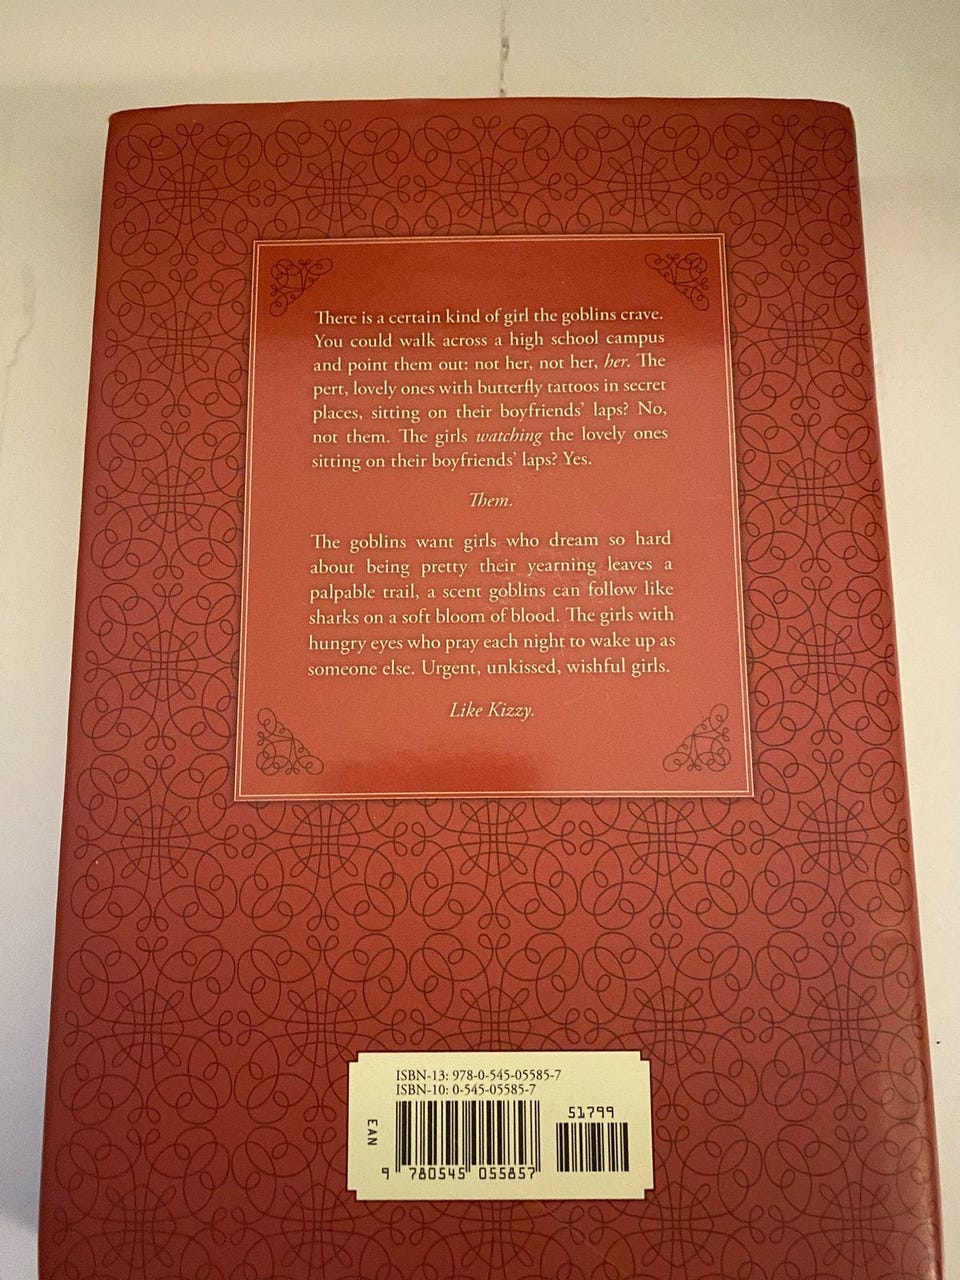 There is a certain kind of girl the goblins crave.
You could walk across a high school campus
and point them out: not her, not her, her. The
pert, lovely ones with butterfly tattoos in secret
places, sitting on their boyfriends' laps? No,
not them. The girls watching the lovely ones
sitting on their boyfriends' laps? Yes.
Them.
The goblins want girls who dream so hard
about being pretty their yearning leaves a
palpable trail, a scent goblins can follow like
sharks on a soft bloom of blood. The girls with
hungry eyes who pray each night to wake up as
someone else. Urgent, unkissed, wishful girls.
Like Kizzy.
ISBN-13: 978-0-545-05585-7
ISBN-10: 0-545-05585-7
51799
EAN
9 780545 055857